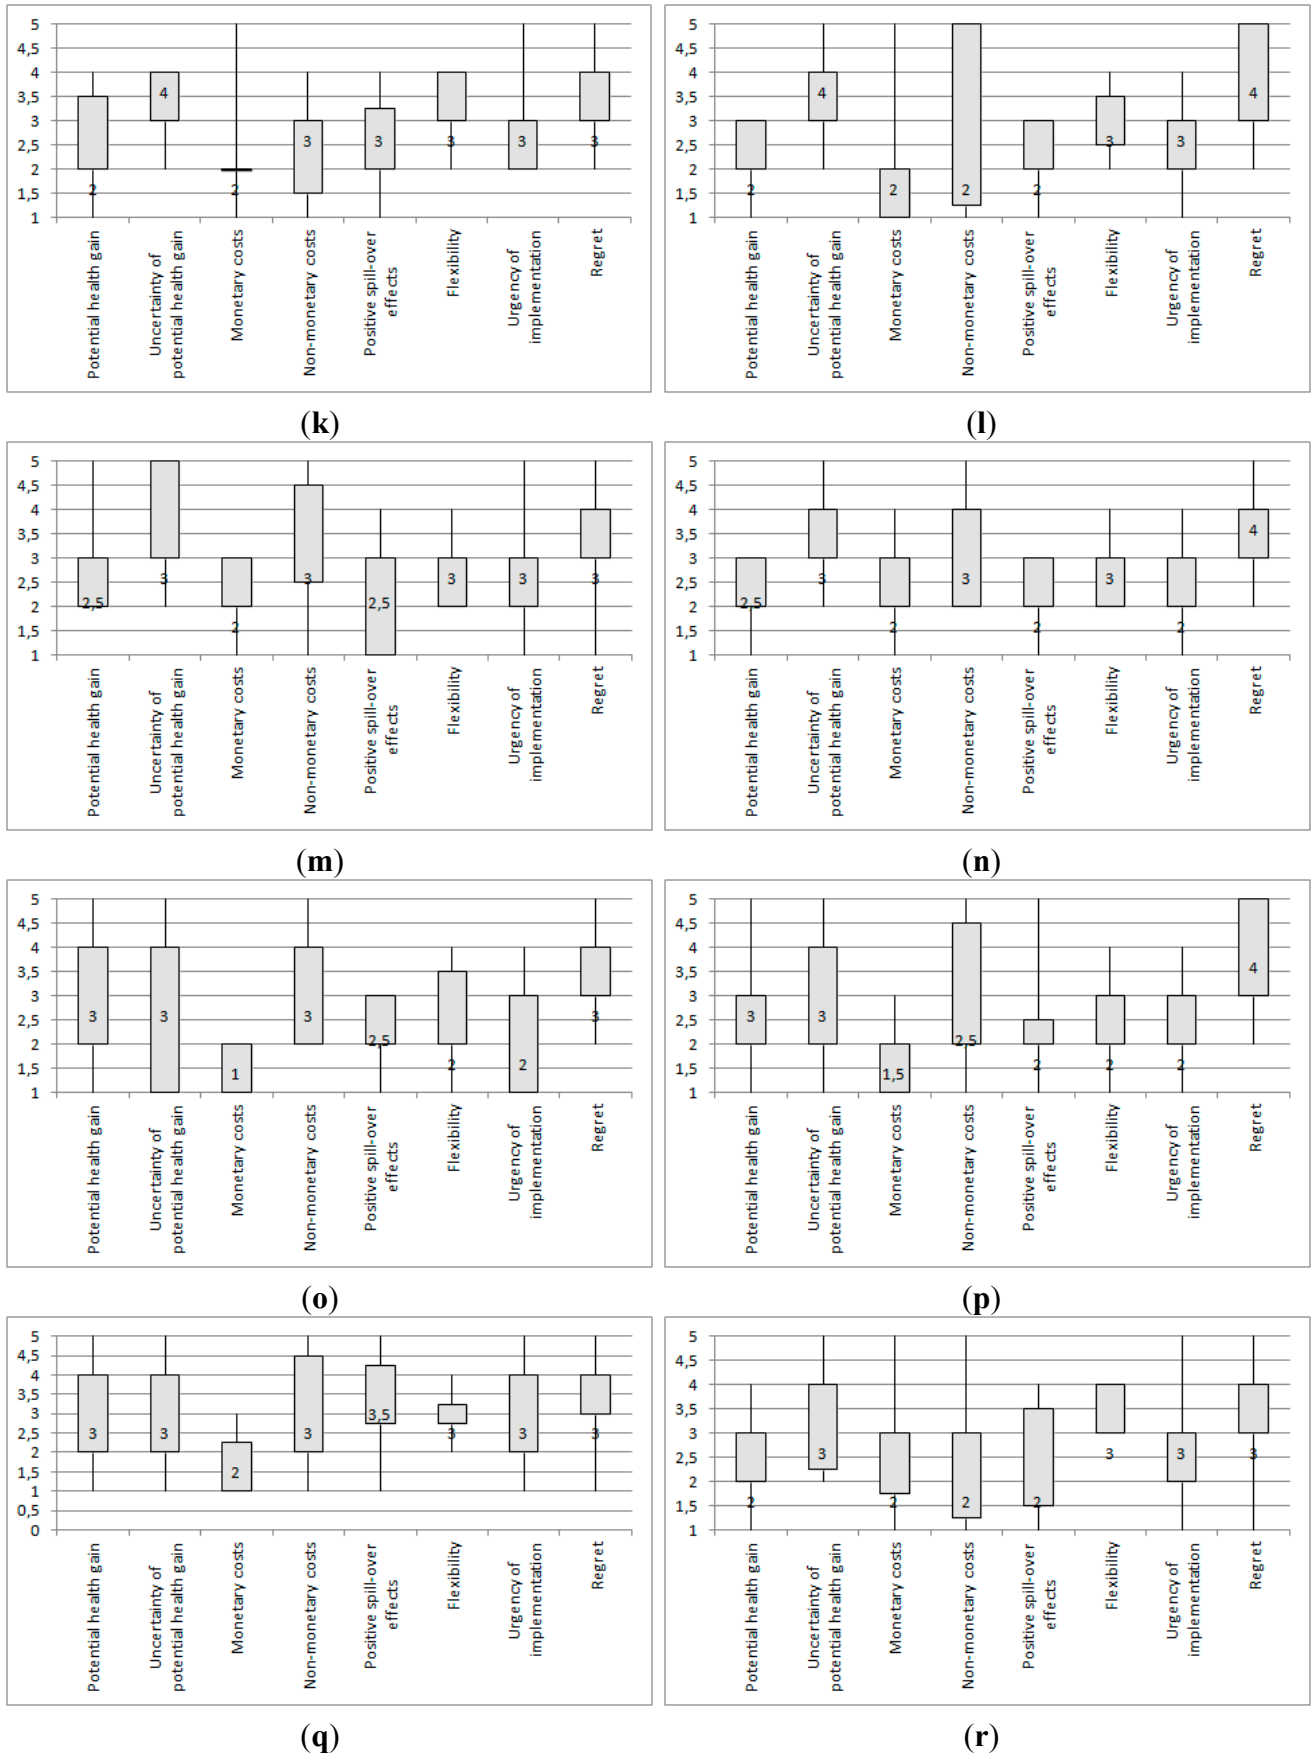 5
4,5
4
3,5
3
2,5
2
1,5
1
2
4
2
3
3
3
3
3
Potential health gain
Uncertainty of
potential health gain
Monetary costs
Non-monetary costs
Positive spill-over
effects
Flexibility
Urgency of
implementation
Regret
(k)
5
4,5
4
3,5
3
2,5
2
1,5
1
2
4
2
2
2
3
3
4
Potential health gain
Uncertainty of
potential health gain
Monetary costs
Non-monetary costs
Positive spill-over
effects
Flexibility
Urgency of
implementation
Regret
(l)
5
4,5
4
3,5
3
2,5
2
1,5
1
2,5
3
2
3
2,5
3
3
3
Potential health gain
Uncertainty of
potential health gain
Monetary costs
Non-monetary costs
Positive spill-over
effects
Flexibility
Urgency of
implementation
Regret
(m)
5
4,5
4
3,5
3
2,5
2
1,5
1
2,5
3
2
3
2
3
2
4
Potential health gain
Uncertainty of
potential health gain
Monetary costs
Non-monetary costs
Positive spill-over
effects
Flexibility
Urgency of
implementation
Regret
(n)
5
4,5
4
3,5
3
2,5
2
1,5
1
3
3
1
3
2,5
2
2
3
Potential health gain
Uncertainty of
potential health gain
Monetary costs
Non-monetary costs
Positive spill-over
effects
Flexibility
Urgency of
implementation
Regret
(o)
5
4,5
4
3,5
3
2,5
2
1,5
1
3
3
1,5
2,5
2
2
2
4
Potential health gain
Uncertainty of
potential health gain
Monetary costs
Non-monetary costs
Positive spill-over
effects
Flexibility
Urgency of
implementation
Regret
(p)
5
4,5
4
3,5
3
2,5
2
1,5
1
0,5
0
3
3
2
3
3,5
3
3
3
Potential health gain
Uncertainty of
potential health gain
Monetary costs
Non-monetary costs
Positive spill-over
effects
Flexibility
Urgency of
implementation
Regret
(q)
5
4,5
4
3,5
3
2,5
2
1,5
1
2
3
2
2
2
3
3
3
Potential health gain
Uncertainty of
potential health gain
Monetary costs
Non-monetary costs
Positive spill-over
effects
Flexibility
Urgency of
implementation
Regret
(r)